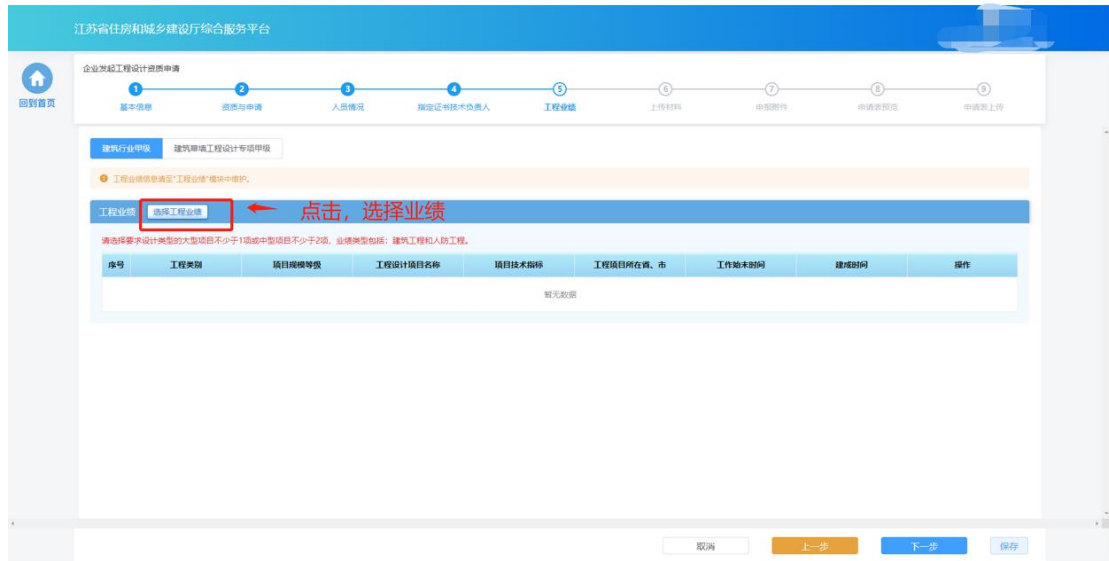 江苏省住房和城乡建设厅综合服务平台
回到首页
企业发起工程设计资质申请
1 2 3 4 5 6 7 8 9
基本信息 资质与申请 人员情况 指定证书技术负责人 工程业绩 上传材料 申报附件 申请表预览 申请表上传
建筑行业甲级 建筑幕墙工程设计专项甲级
工程业绩信息请至"工程业绩"模块中维护。
工程业绩 选择工程业绩 点击，选择业绩
请选择要求设计类型的大型项目不少于1项或中型项目不少于2项，业绩类型包括：建筑工程和人防工程。
序号 工程类别 项目规模等级 工程设计项目名称 项目技术指标 工程项目所在省、市 工作始末时间 建成时间 操作
暂无数据
取消 上一步 下一步 保存